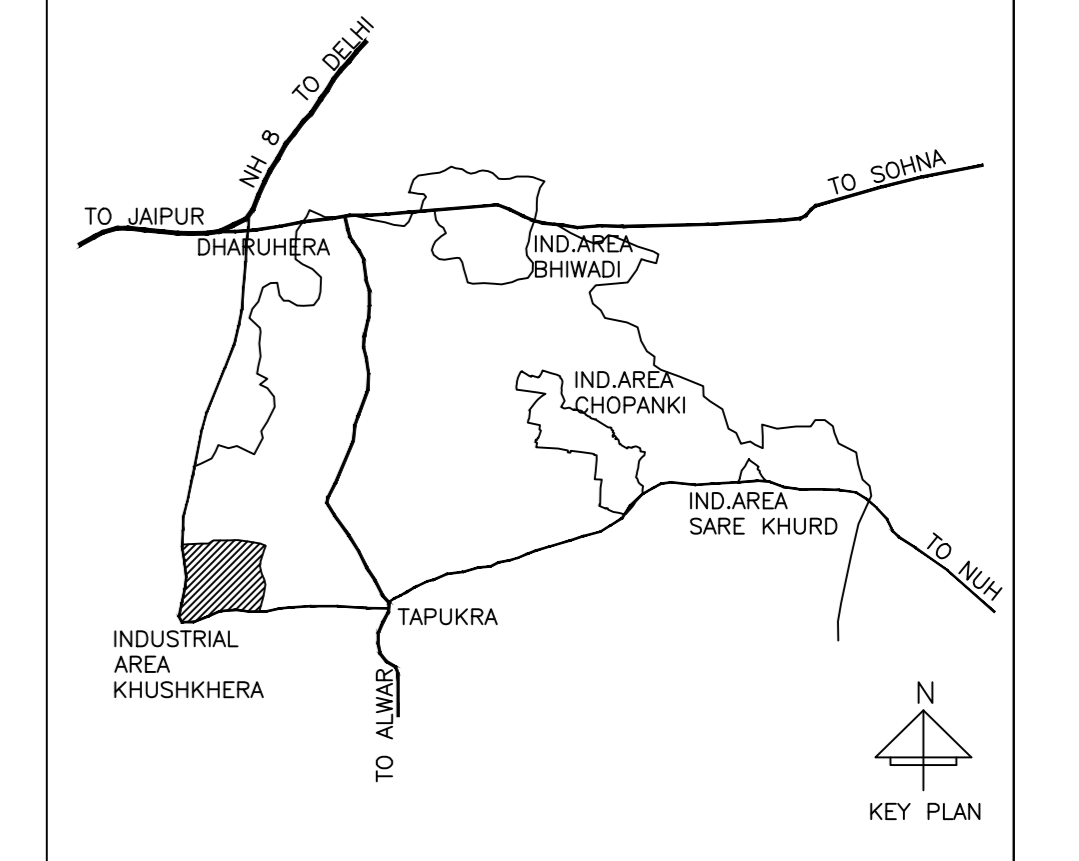 TO DELHI
NH 8
TO SOHNA
TO JAIPUR
DHARUHERA
IND.AREA
BHIWADI
IND.AREA
CHOPANKI
IND.AREA
SARE KHURD
TO NUH
TAPUKRA
INDUSTRIAL
AREA
KHUSHKHERA
TO ALWAR
N
KEY PLAN